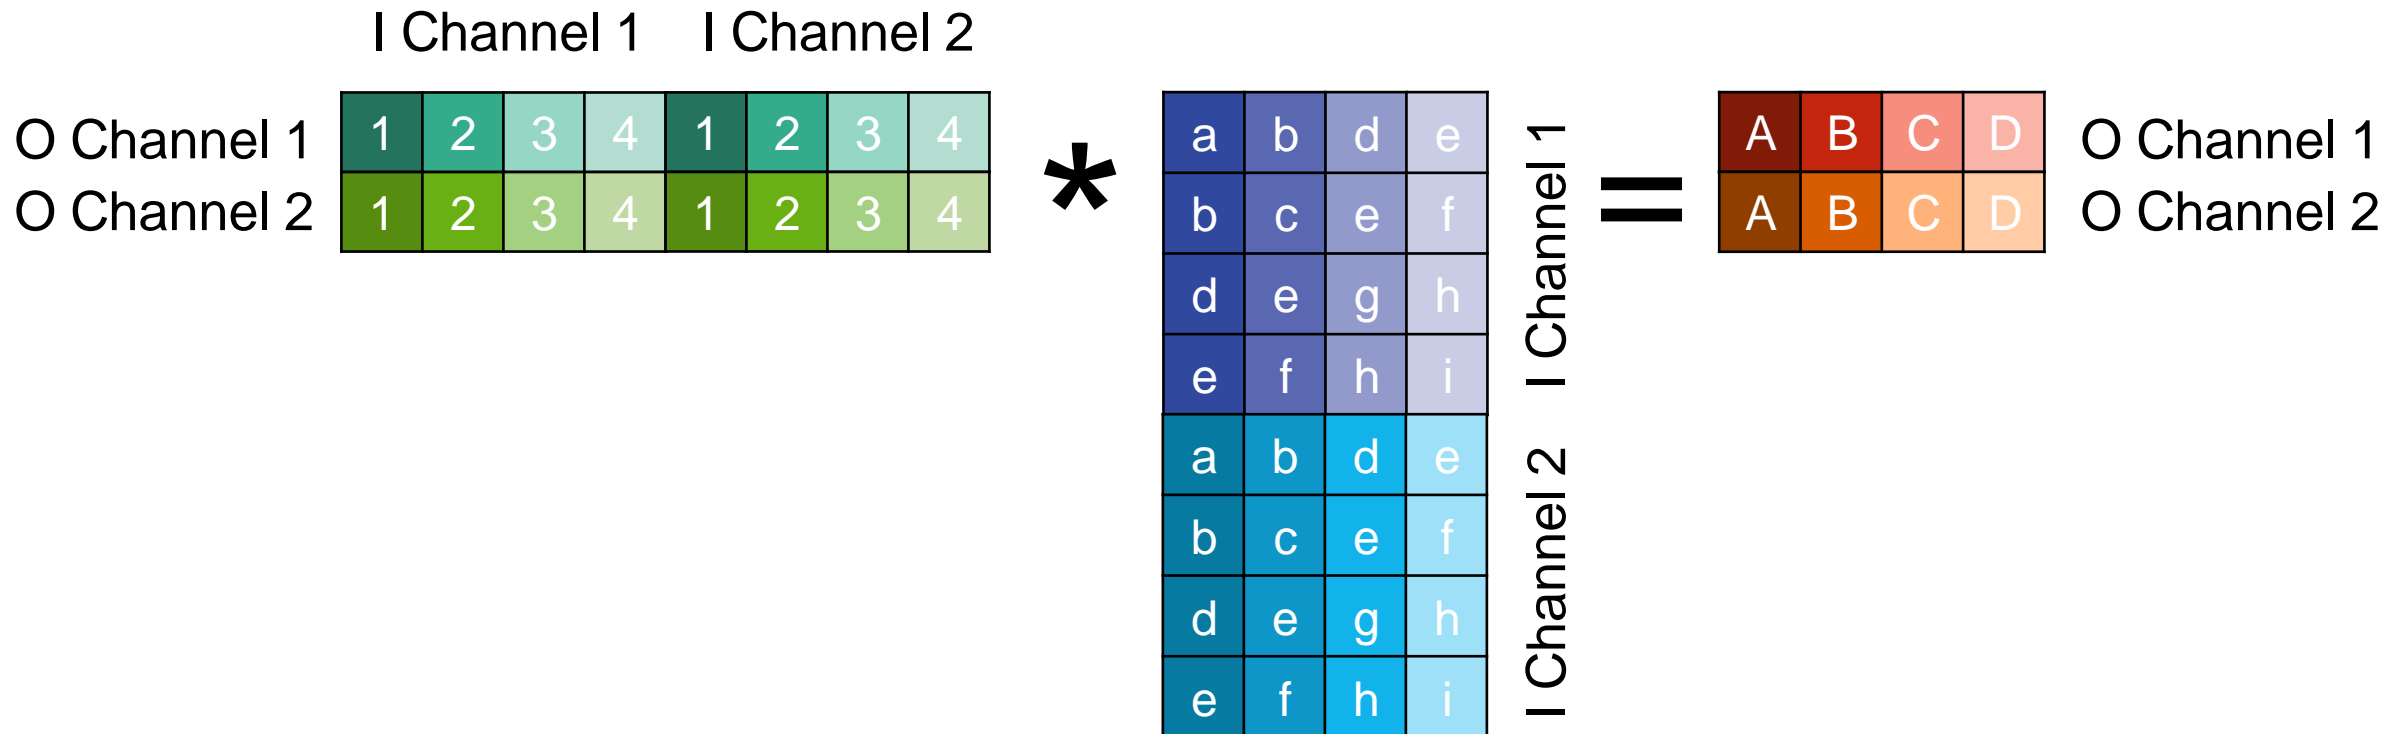 I Channel 1 I Channel 2
O Channel 1 1 2 3 4 1 2 3 4
O Channel 2 1 2 3 4 1 2 3 4
*
a b d e
b c e f
d e g h
e f h i
a b d e
b c e f
d e g h
e f h i
I Channel 1
I Channel 2
=
A B C D O Channel 1
A B C D O Channel 2